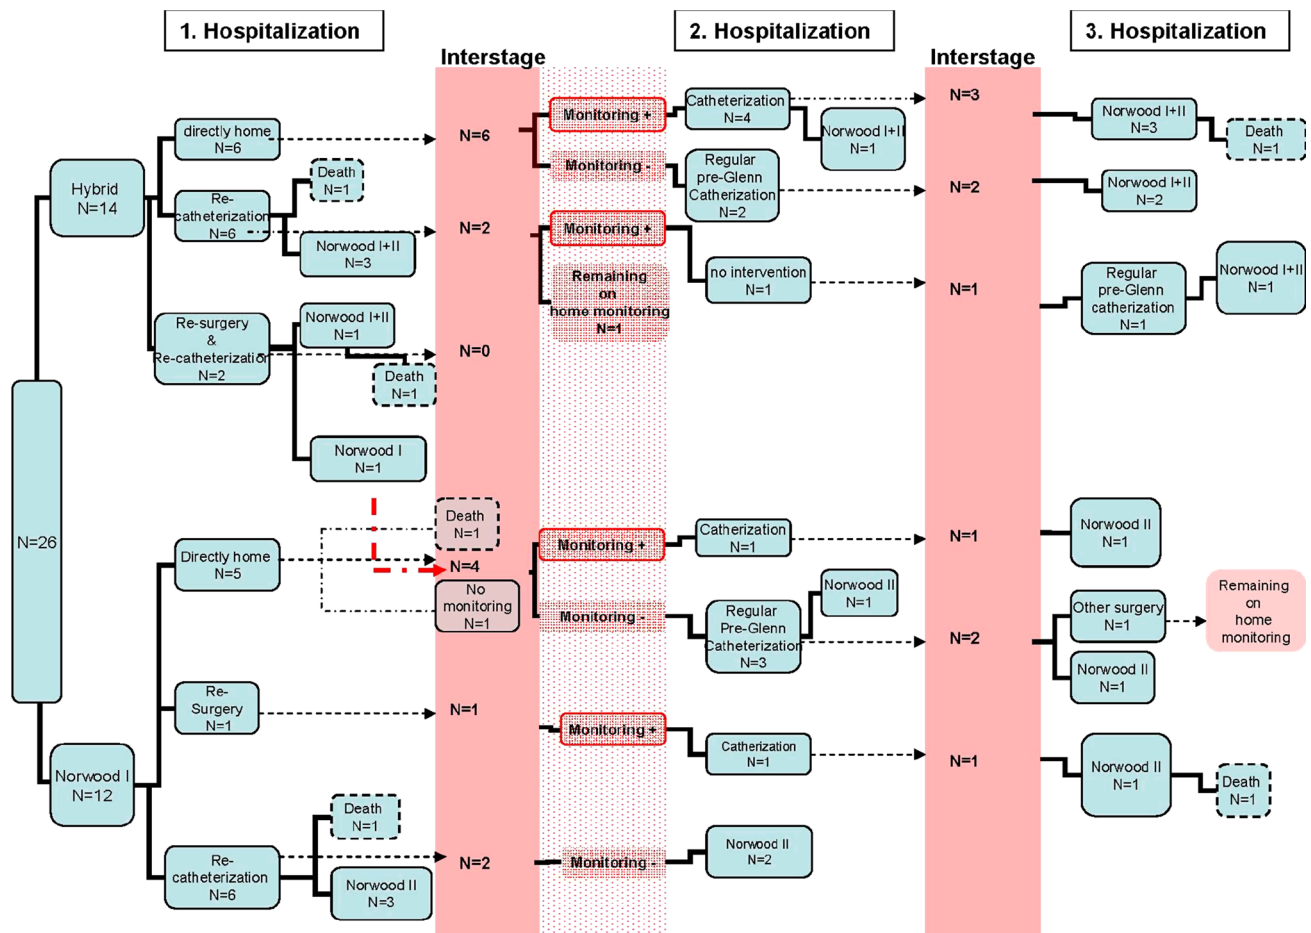 1. Hospitalization
2. Hospitalization
3. Hospitalization
Interstage
Interstage
N=26
Hybrid
N=14
directly home
N=6
Re-
catheterization
N=6
Death
N=1
Norwood I+II
N=3
Re-surgery
&
Re-catheterization
N=2
Norwood I+II
N=1
Death
N=1
Norwood I
N=1
N=6
N=2
N=0
Monitoring +
Monitoring -
Monitoring +
Remaining
on
home monitoring
N=1
Catheterization
N=4
Norwood I+II
N=1
Regular
pre-Glenn
Catherization
N=2
no intervention
N=1
N=3
N=2
N=1
Norwood I+II
N=3
Death
N=1
Norwood I+II
N=2
Regular
pre-Glenn
catherization
N=1
Norwood I+II
N=1
Norwood I
N=12
Directly home
N=5
Re-
Surgery
N=1
Re-
catheterization
N=6
Death
N=1
Norwood II
N=3
Death
N=1
N=4
No
monitoring
N=1
N=1
N=2
Monitoring +
Monitoring -
Monitoring +
Monitoring -
Catherization
N=1
Norwood II
N=1
Regular
Pre-Glenn
Catheterization
N=3
Catherization
N=1
Norwood II
N=2
N=1
N=2
N=1
Norwood II
N=1
Other surgery
N=1
Remaining
on
home
monitoring
Norwood II
N=1
Norwood II
N=1
Death
N=1